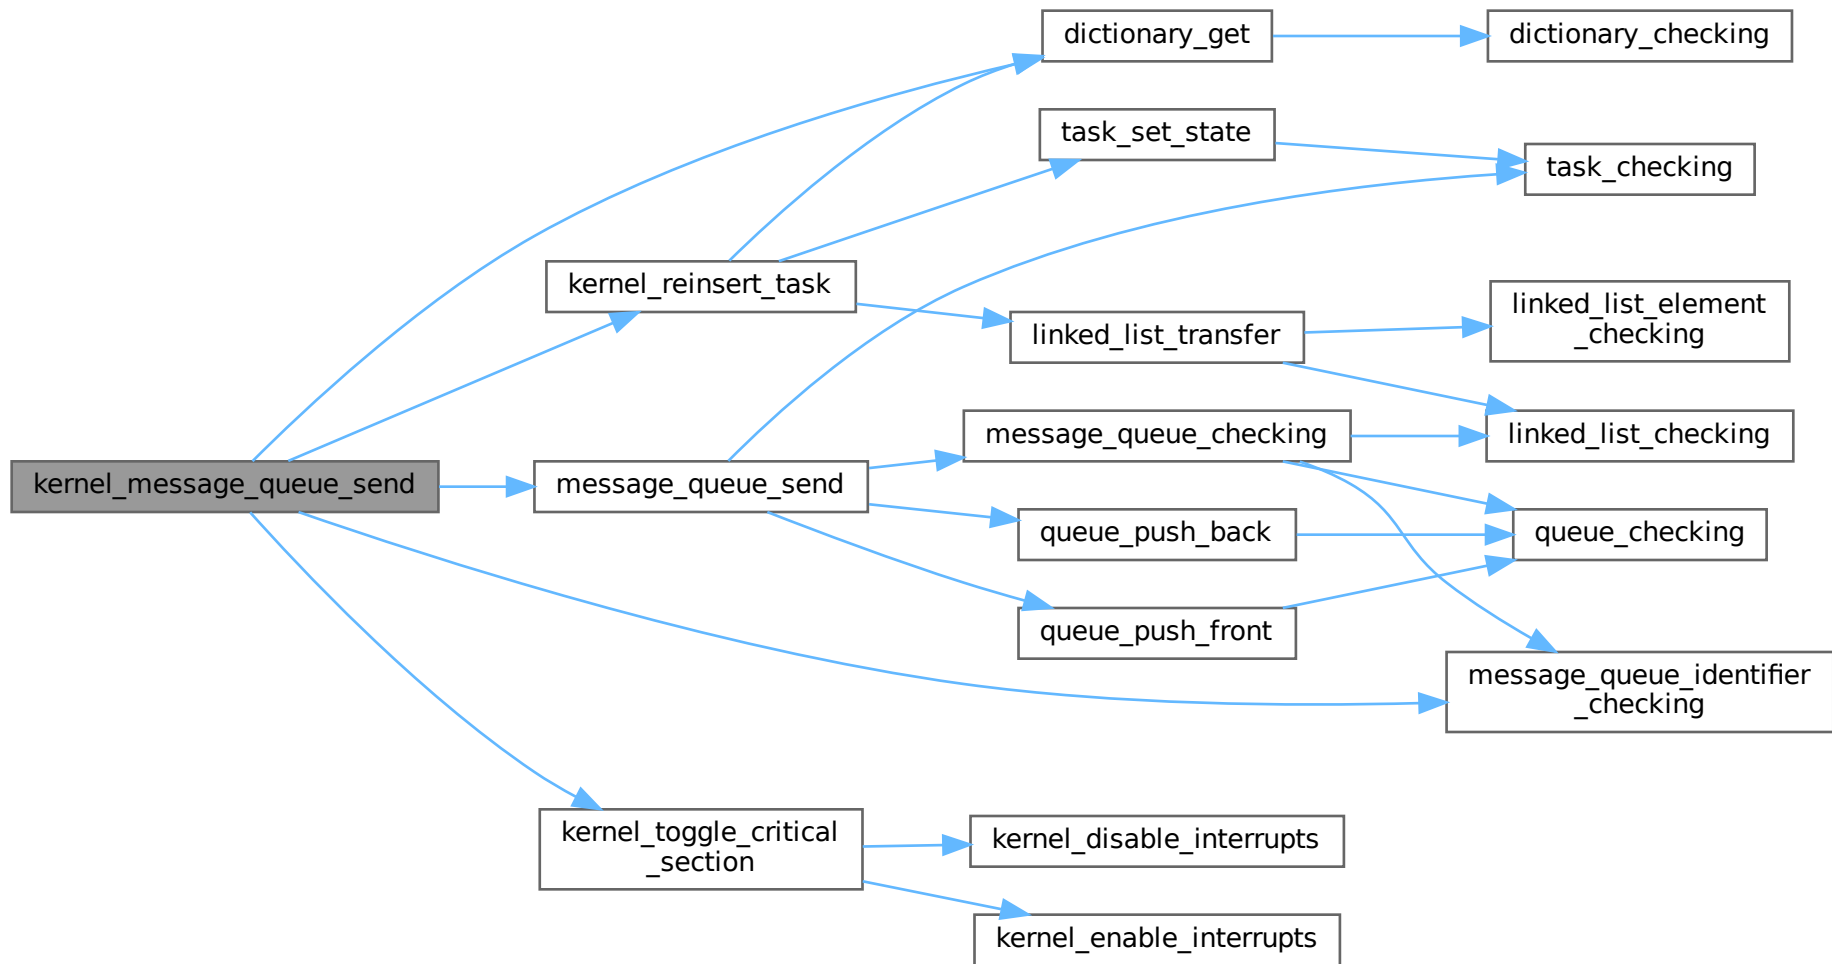 dictionary_get
dictionary_checking
task_set_state
task_checking
kernel_reinsert_task
linked_list_element
_checking
linked_list_transfer
message_queue_checking
linked_list_checking
kernel_message_queue_send
message_queue_send
queue_push_back
queue_checking
queue_push_front
message_queue_identifier
_checking
kernel_toggle_critical
_section
kernel_disable_interrupts
kernel_enable_interrupts